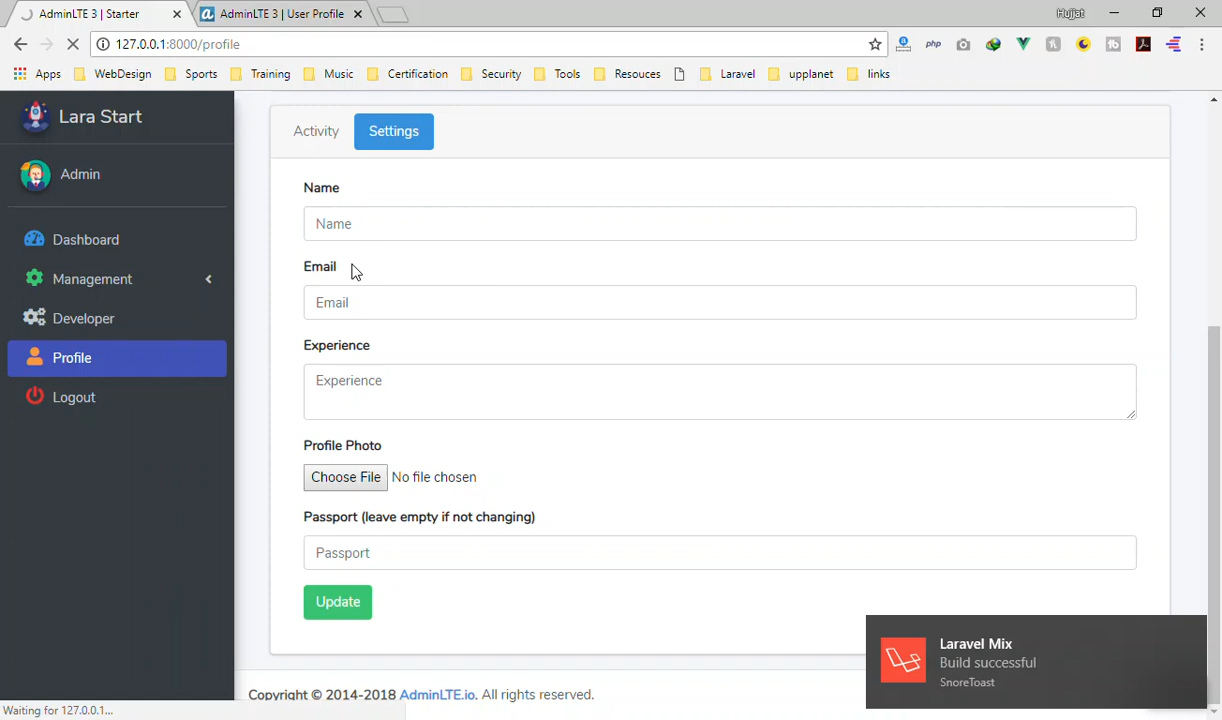 AdminLTE 3 | Starter
AdminLTE 3 | User Profile
Hujjat
127.0.0.1:8000/profile
php
Apps WebDesign Sports Training Music Certification Security Tools Resouces Laravel upplanet links
Lara Start
Admin
Dashboard
Management
Developer
Profile
Logout
Activity Settings
Name
Name
Email
Email
Experience
Experience
Profile Photo
Choose File No file chosen
Passport (leave empty if not changing)
Passport
Update
Copyright © 2014-2018 AdminLTE.io. All rights reserved.
Laravel Mix
Build successful
SnoreToast
Waiting for 127.0.0.1...